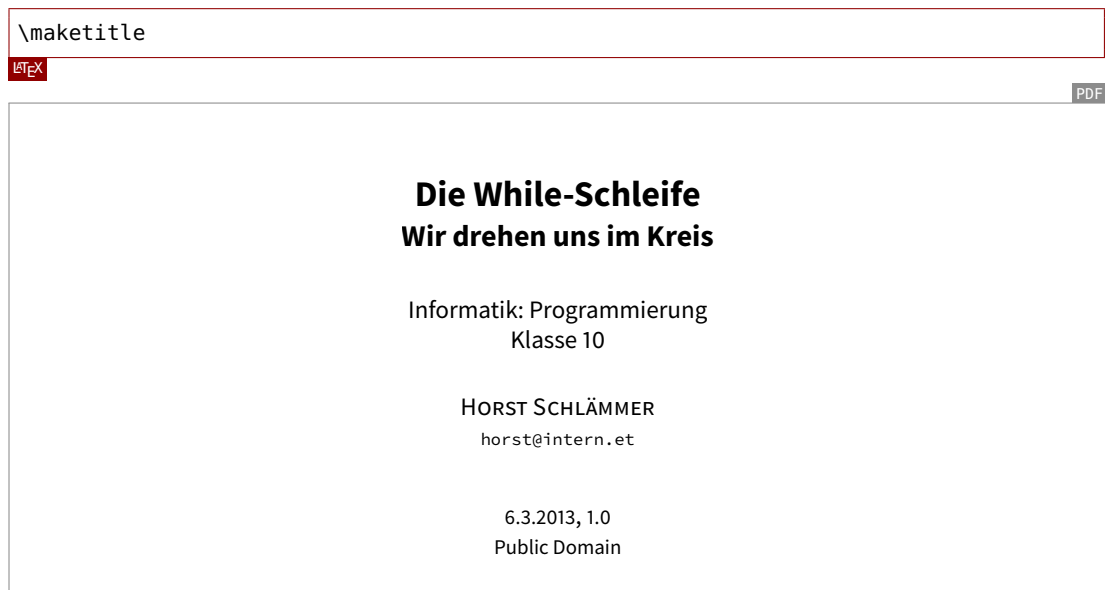 \maketitle
LATEX
PDF
Die While-Schleife
Wir drehen uns im Kreis
Informatik: Programmierung
Klasse 10
HORST SCHLÄMMER
horst@intern.et
6.3.2013, 1.0
Public Domain